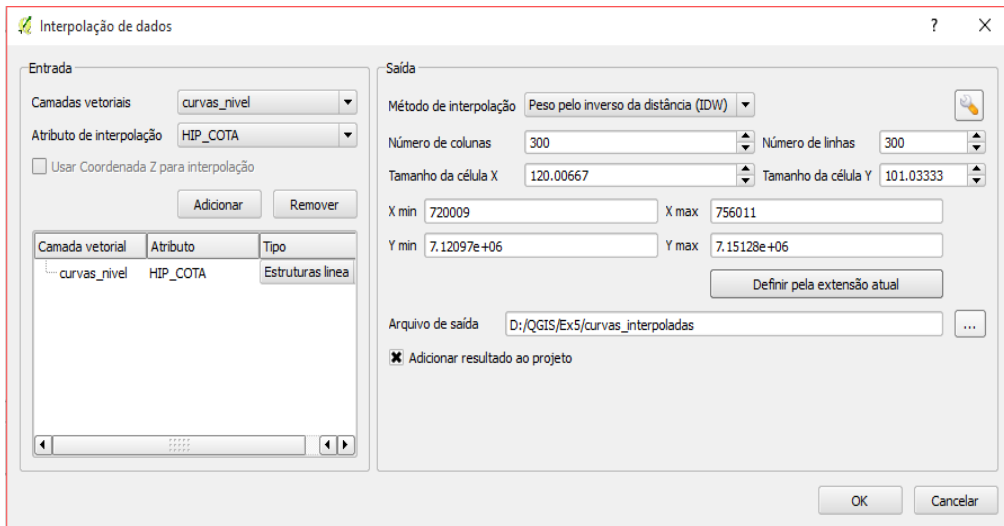 Interpolação de dados
?
X
Entrada
Camadas vetoriais curvas_nivel
Atributo de interpolação HIP_COTA
Usar Coordenada Z para interpolação
Adicionar Remover
Camada vetorial Atributo Tipo
curvas_nivel HIP_COTA Estruturas linea
Saída
Método de interpolação Peso pelo inverso da distância (IDW)
Número de colunas 300 Número de linhas 300
Tamanho da célula X 120.00667 Tamanho da célula Y 101.03333
X min 720009 X max 756011
Y min 7.12097e+06 Y max 7.15128e+06
Definir pela extensão atual
Arquivo de saída D:/QGIS/Ex5/curvas_interpoladas ...
Adicionar resultado ao projeto
OK Cancelar